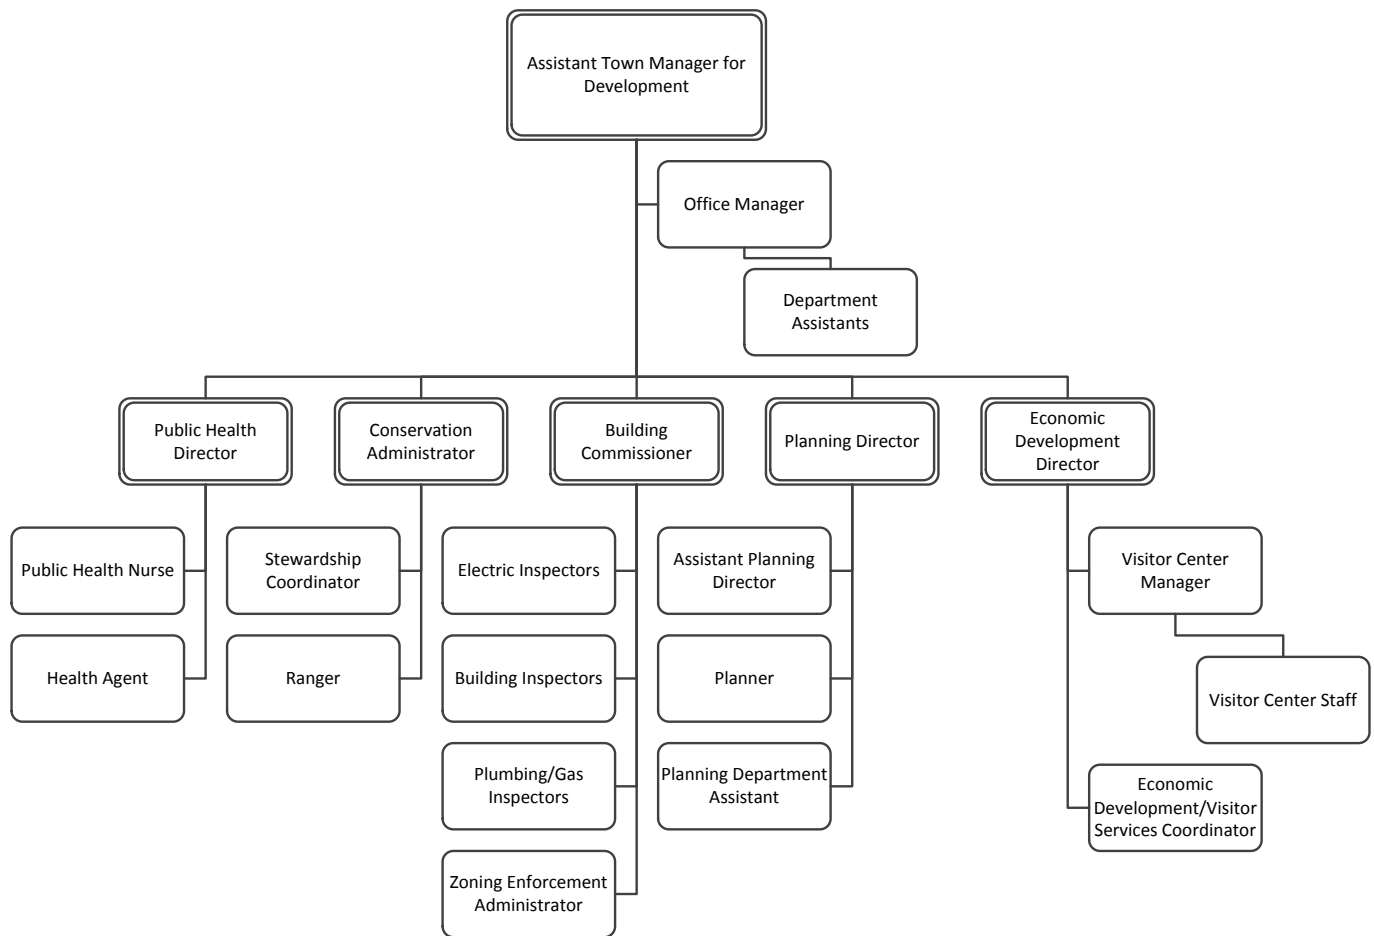 Assistant Town Manager for
Development
Office Manager
Department
Assistants
Public Health
Director
Conservation
Administrator
Building
Commissioner
Planning Director
Economic
Development
Director
Public Health Nurse
Stewardship
Coordinator
Electric Inspectors
Assistant Planning
Director
Visitor Center
Manager
Health Agent
Ranger
Building Inspectors
Planner
Visitor Center Staff
Plumbing/Gas
Inspectors
Planning Department
Assistant
Economic
Development/Visitor
Services Coordinator
Zoning Enforcement
Administrator